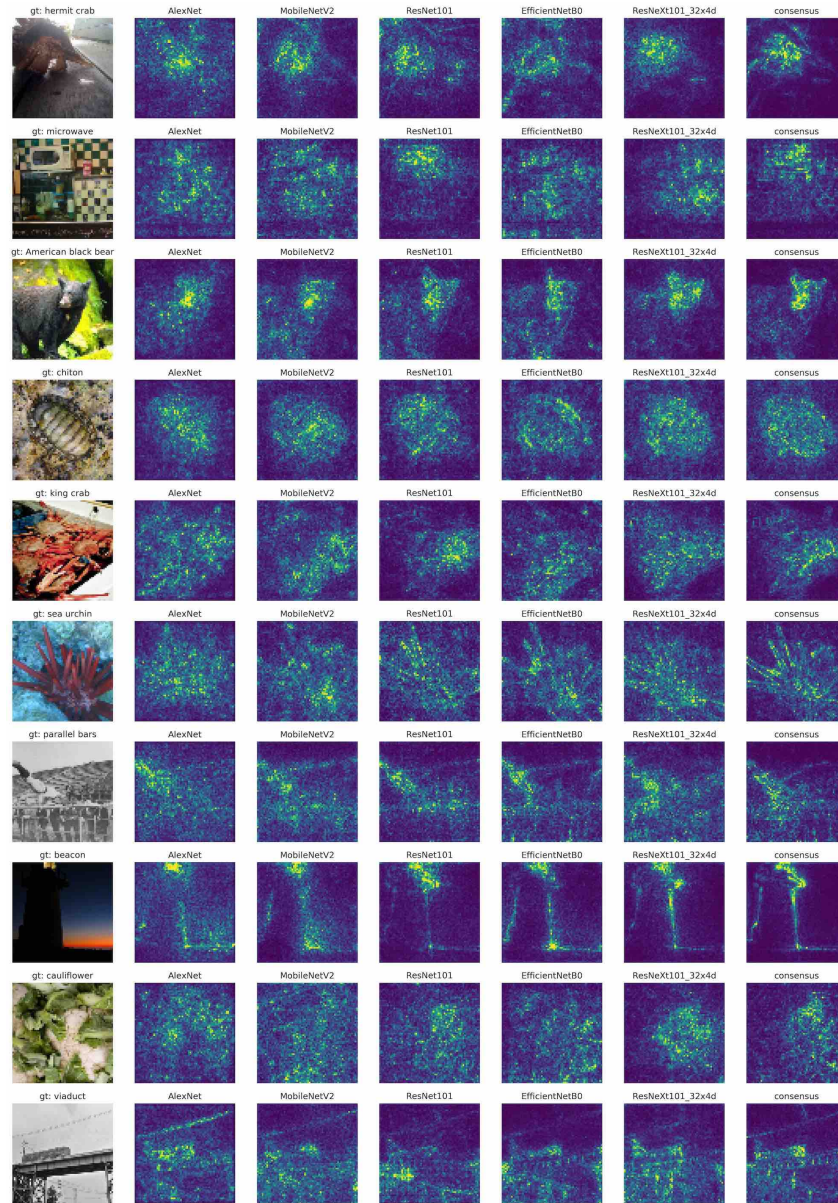 gt: hermit crab AlexNet MobileNetV2 ResNet101 EfficientNetB0 ResNeXt101_32x4d consensus
gt: microwave AlexNet MobileNetV2 ResNet101 EfficientNetB0 ResNeXt101_32x4d consensus
gt: American black bear AlexNet MobileNetV2 ResNet101 EfficientNetB0 ResNeXt101_32x4d consensus
gt: chiton AlexNet MobileNetV2 ResNet101 EfficientNetB0 ResNeXt101_32x4d consensus
gt: king crab AlexNet MobileNetV2 ResNet101 EfficientNetB0 ResNeXt101_32x4d consensus
gt: sea urchin AlexNet MobileNetV2 ResNet101 EfficientNetB0 ResNeXt101_32x4d consensus
gt: parallel bars AlexNet MobileNetV2 ResNet101 EfficientNetB0 ResNeXt101_32x4d consensus
gt: beacon AlexNet MobileNetV2 ResNet101 EfficientNetB0 ResNeXt101_32x4d consensus
gt: cauliflower AlexNet MobileNetV2 ResNet101 EfficientNetB0 ResNeXt101_32x4d consensus
gt: viaduct AlexNet MobileNetV2 ResNet101 EfficientNetB0 ResNeXt101_32x4d consensus